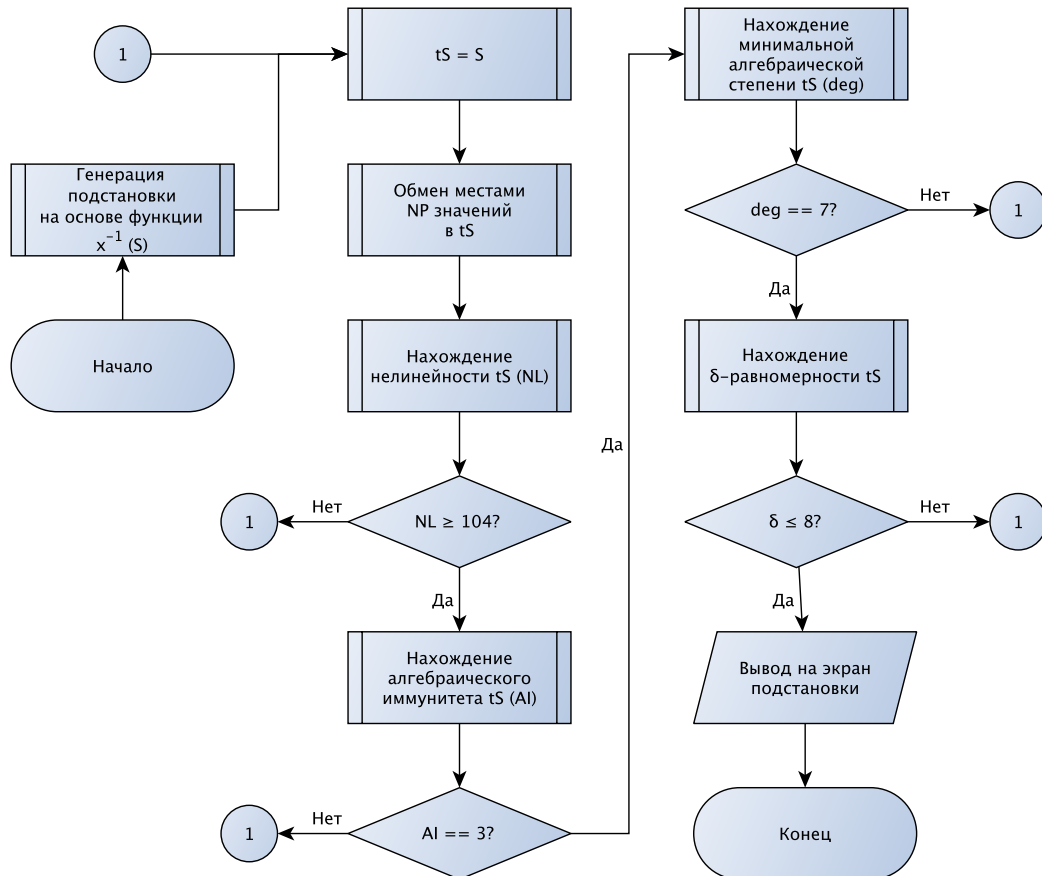 1
tS = S
Генерация
подстановки
на основе функции
x⁻¹ (S)
Начало
Обмен местами
NP значений
в tS
Нахождение
нелинейности tS (NL)
NL ≥ 104?
Нет
1
Да
Нахождение
алгебраического
иммунитета tS (AI)
AI == 3?
Нет
1
Да
Нахождение
минимальной
алгебраической
степени tS (deg)
deg == 7?
Нет
1
Да
Нахождение
δ-равномерности tS
δ ≤ 8?
Нет
1
Да
Вывод на экран
подстановки
Конец